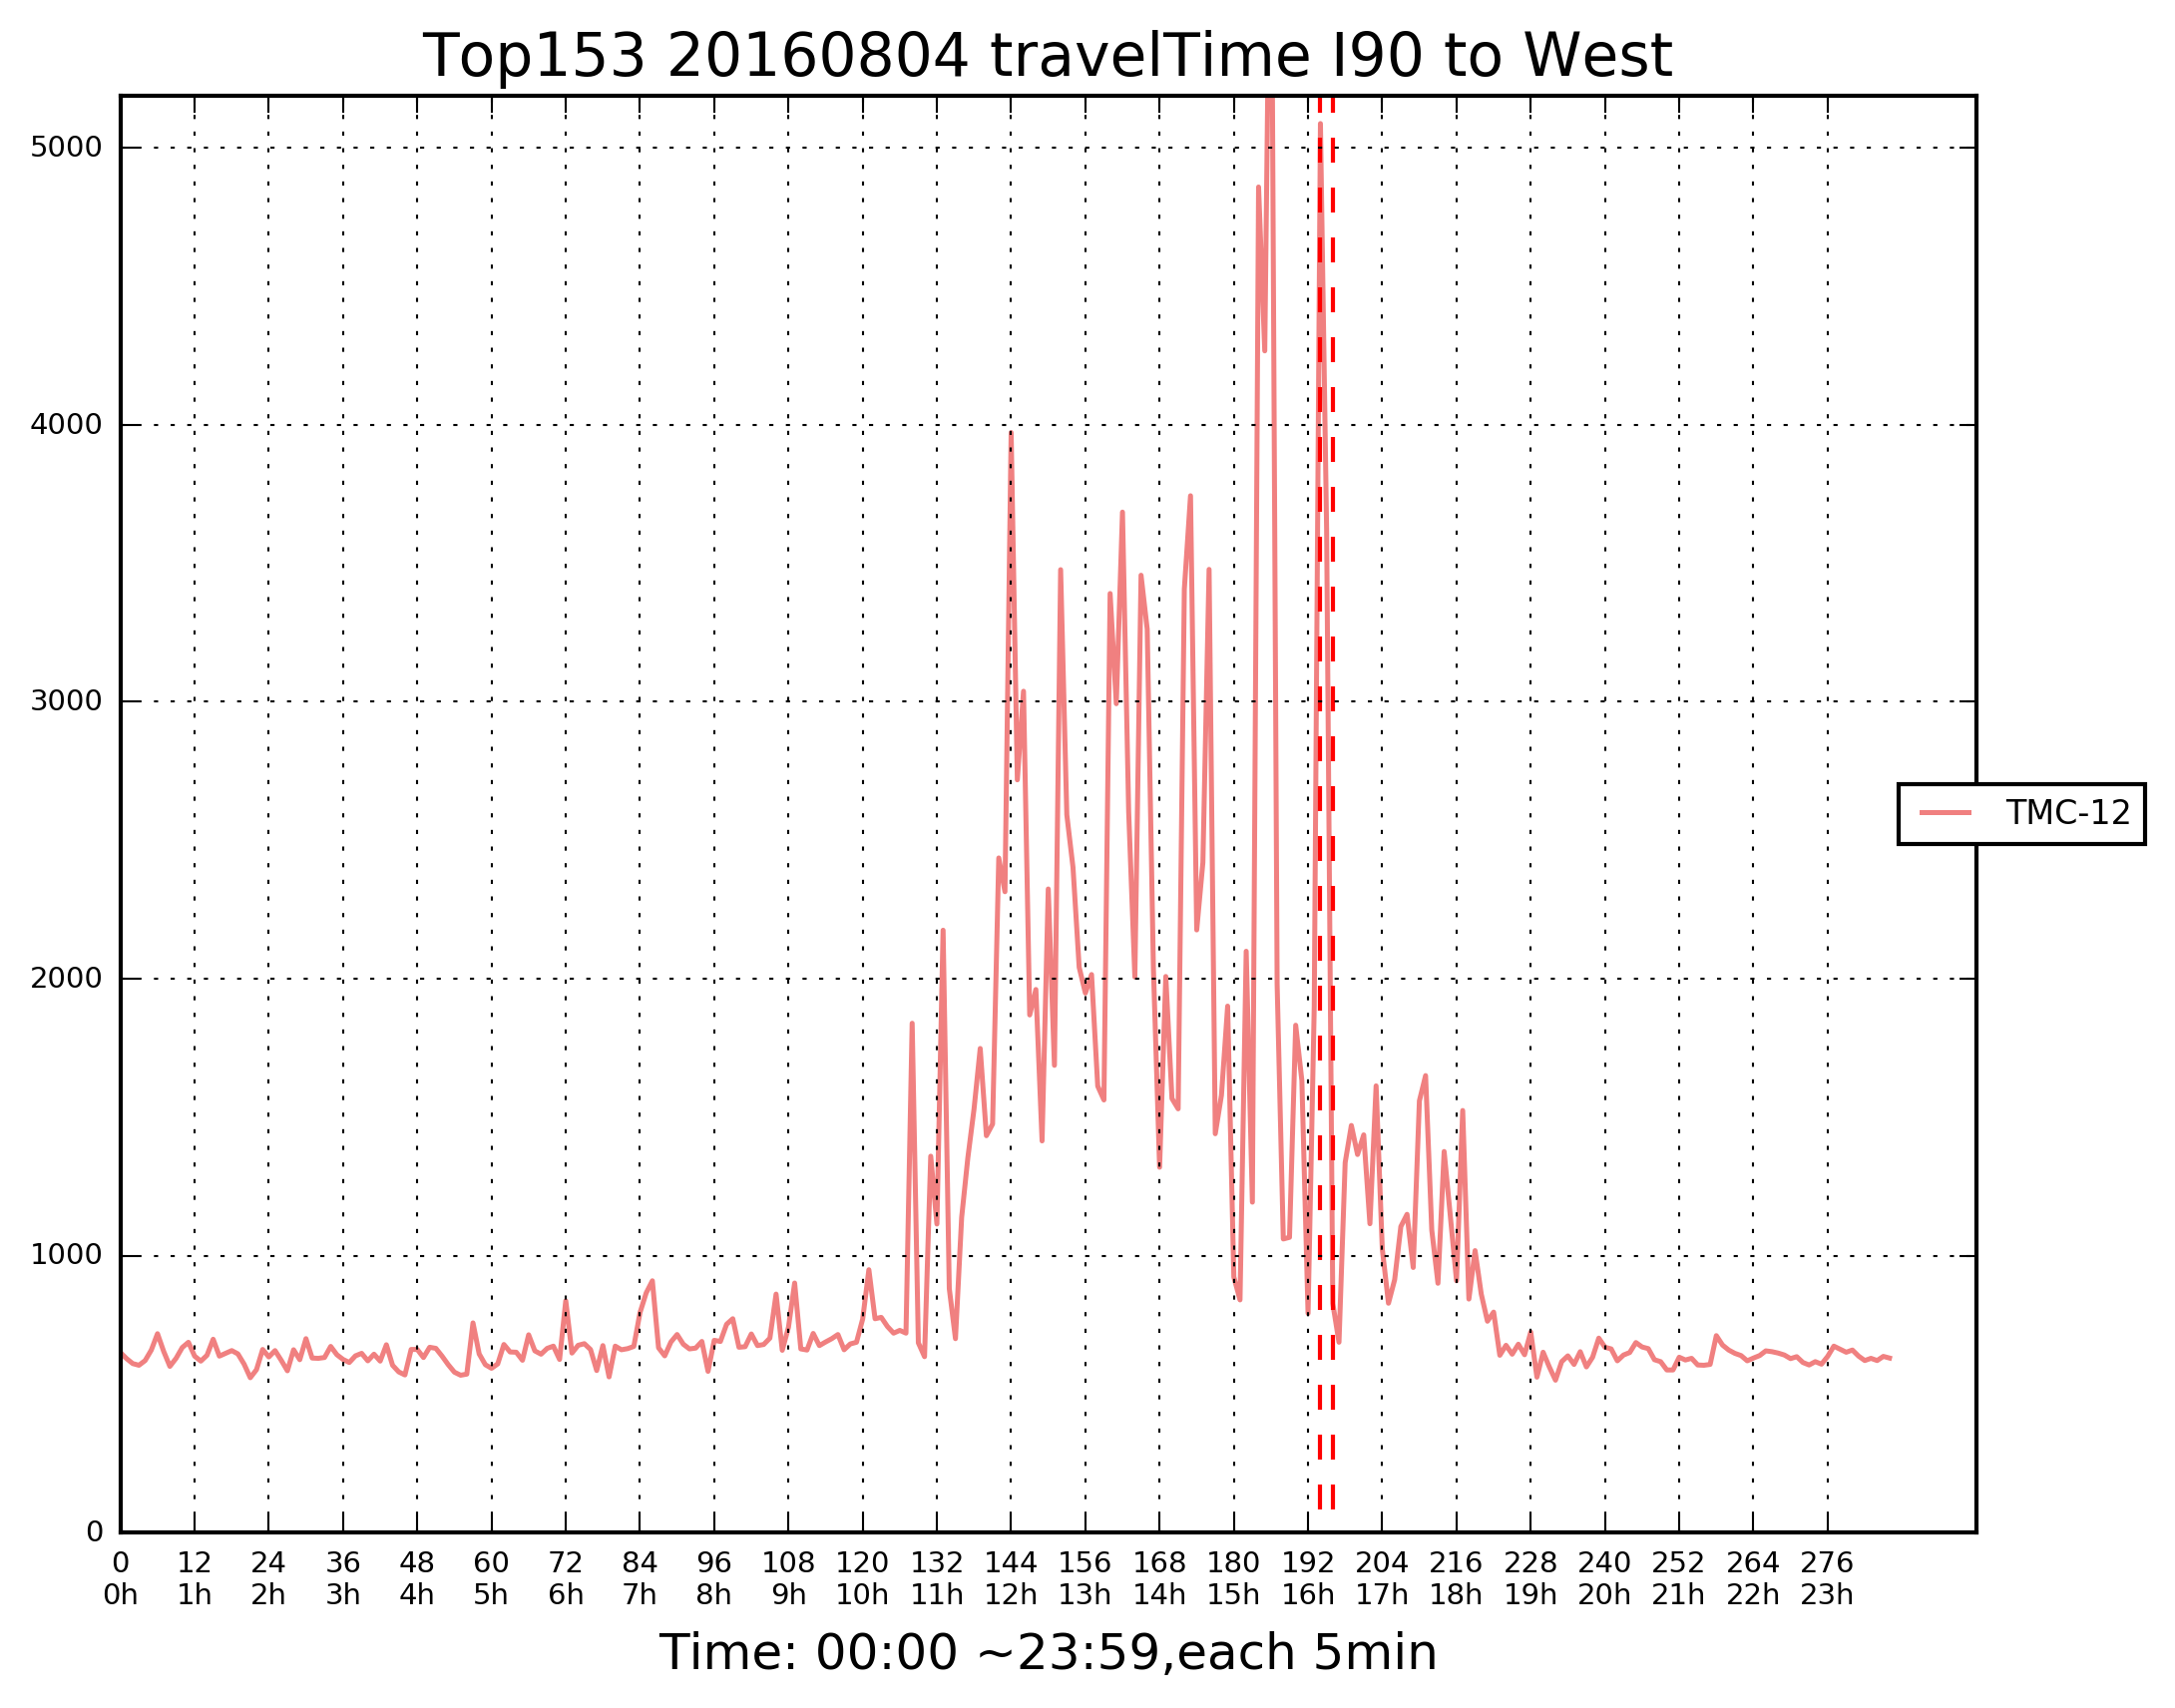 Top153 20160804 travelTime I90 to West
5000
4000
3000
2000
1000
0
TMC-12
0 12 24 36 48 60 72 84 96 108 120 132 144 156 168 180 192 204 216 228 240 252 264 276
0h 1h 2h 3h 4h 5h 6h 7h 8h 9h 10h 11h 12h 13h 14h 15h 16h 17h 18h 19h 20h 21h 22h 23h
Time: 00:00 ~23:59,each 5min